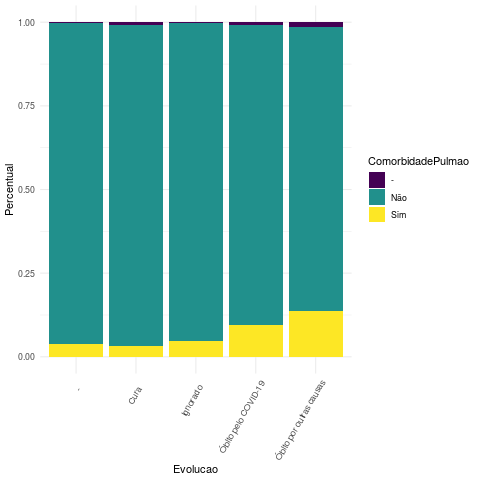 1.00
0.75
0.50
0.25
0.00
Percentual
-
Cura
Ignorado
Óbito pelo COVID-19
Óbito por outras causas
Evolucao
ComorbidadePulmao
-
Não
Sim